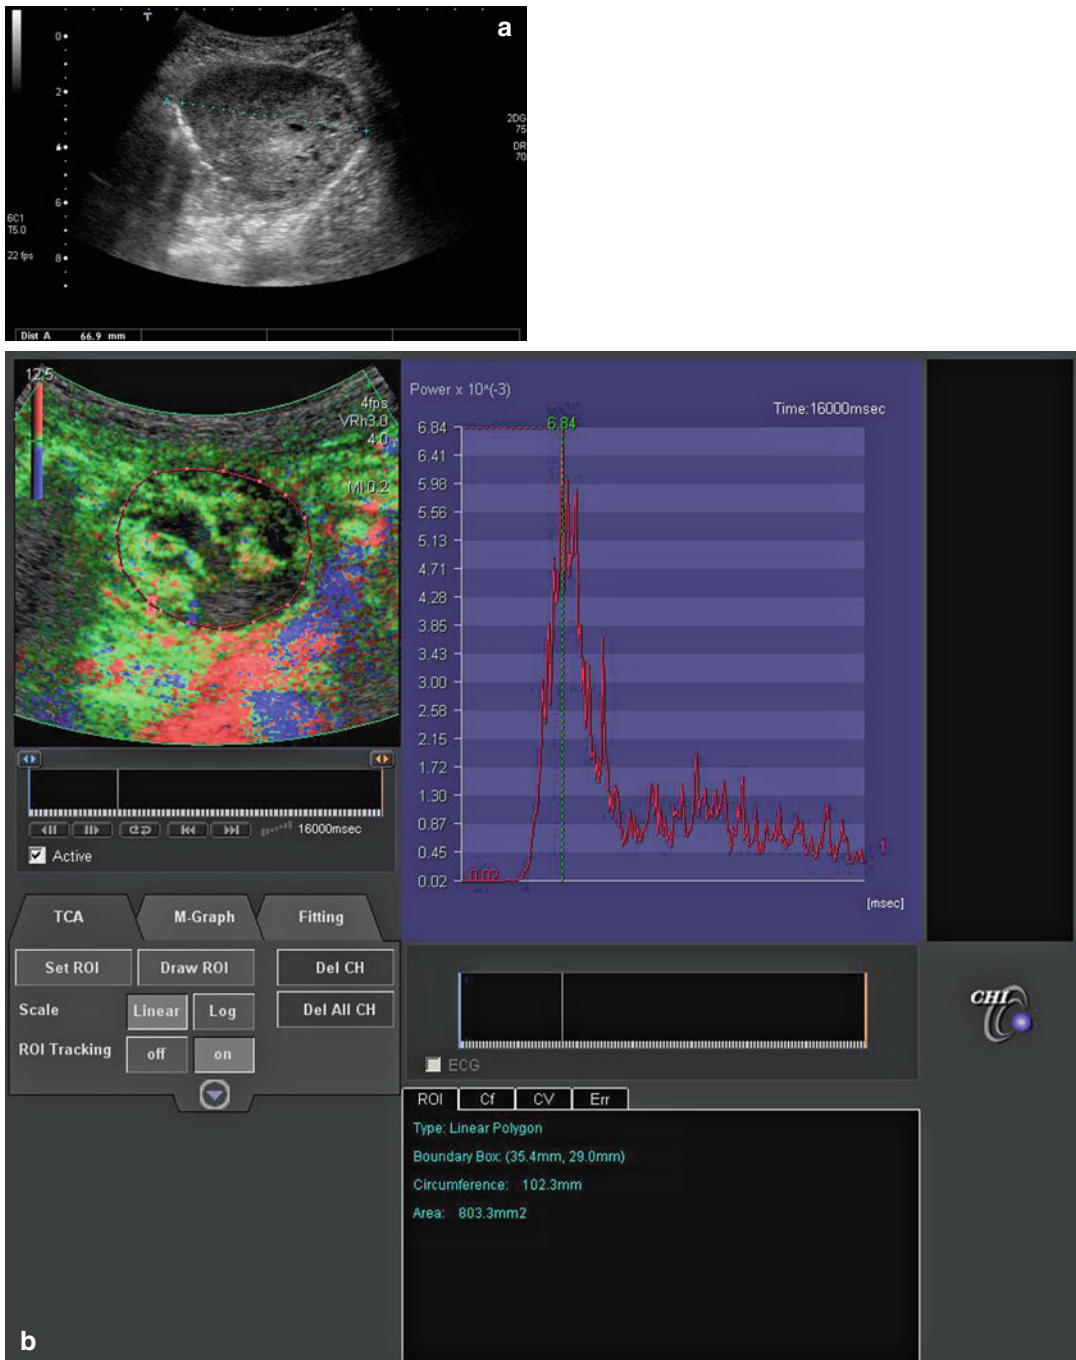 a
T
0
2
4
6
8
2DG
75
DR
70
6C1
T5.0
22 fps
A
Dist A 66.9 mm
12.5
4fps
VRh3.0
4.0
MI 0.2
Power x 10^(-3)
Time:16000msec
6.84
6.84
6.41
5.98
5.56
5.13
4.71
4.28
3.85
3.43
3.00
2.58
2.15
1.72
1.30
0.87
0.45
0.02
0.02
1
[msec]
16000msec
Active
TCA M-Graph Fitting
Set ROI Draw ROI Del CH
Scale Linear Log Del All CH
ROI Tracking off on
ECG
CHI
ROI Cf CV Err
Type: Linear Polygon
Boundary Box: (35.4mm, 29.0mm)
Circumference: 102.3mm
Area: 803.3mm2
b